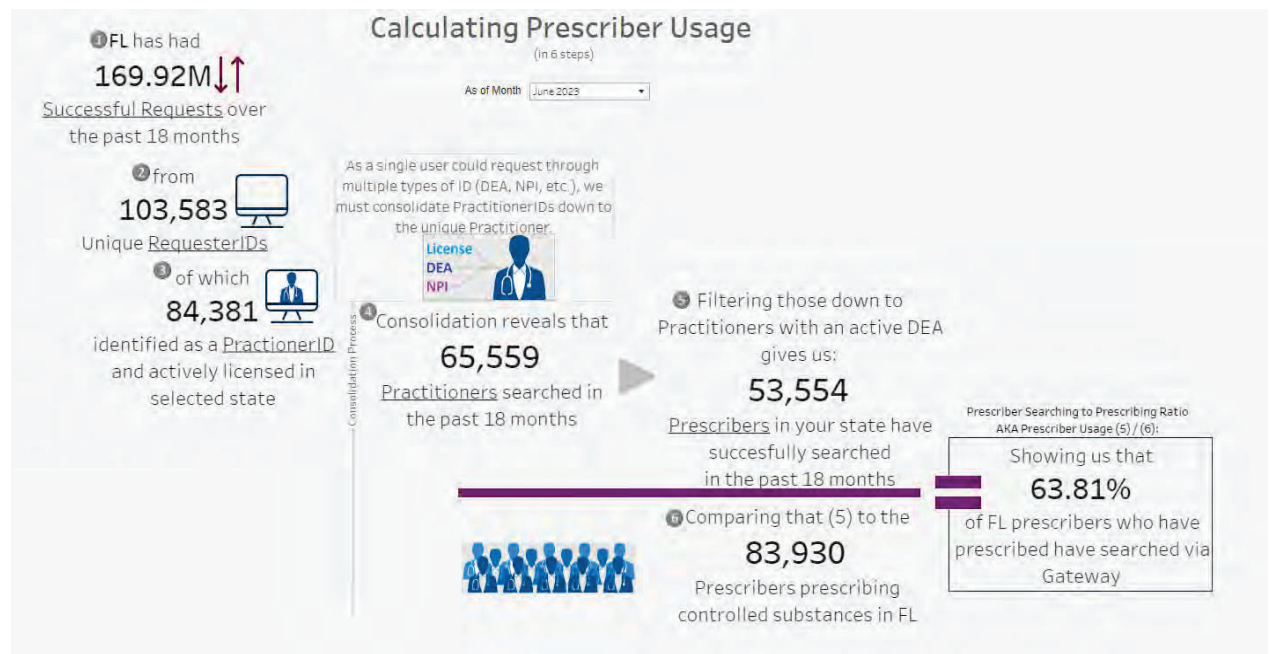 Calculating Prescriber Usage
(in 6 steps)
As of Month June 2023
1 FL has had
169.92M
Successful Requests over
the past 18 months
2 from
103,583
Unique RequesterIDs
3 of which
84,381
identified as a PractionerID
and actively licensed in
selected state
As a single user could request through
multiple types of ID (DEA, NPI, etc.), we
must consolidate PractitionerIDs down to
the unique Practitioner.
License
DEA
NPI
Consolidation Process
4 Consolidation reveals that
65,559
Practitioners searched in
the past 18 months
5 Filtering those down to
Practitioners with an active DEA
gives us:
53,554
Prescribers in your state have
succesfully searched
in the past 18 months
6 Comparing that (5) to the
83,930
Prescribers prescribing
controlled substances in FL
Prescriber Searching to Prescribing Ratio
AKA Prescriber Usage (5) / (6):
Showing us that
63.81%
of FL prescribers who have
prescribed have searched via
Gateway